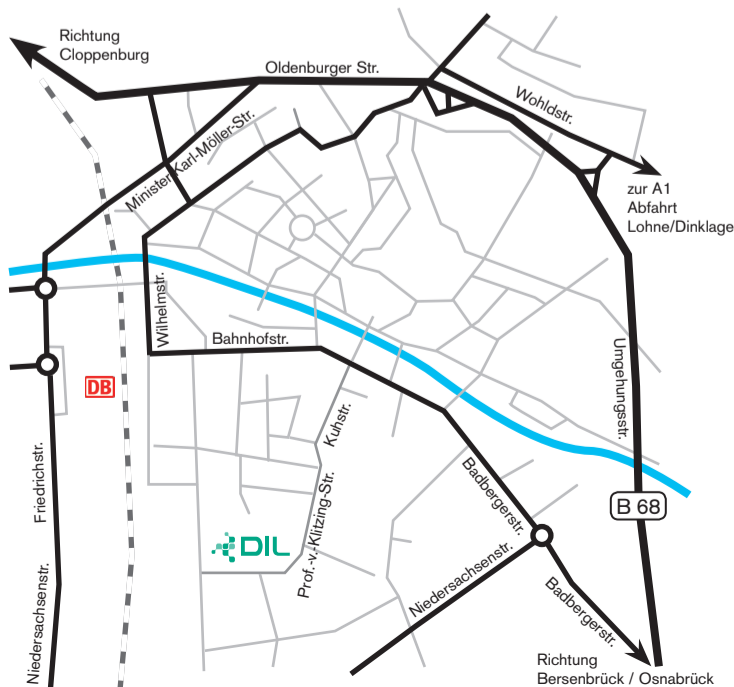 Richtung
Cloppenburg
Oldenburger Str.
Wohldstr.
Minister-Karl-Möller-Str.
zur A1
Abfahrt
Lohne/Dinklage
Wilhelmstr.
Bahnhofstr.
Umgehungsstr.
DB
Kuhstr.
Friedrichstr.
Badbergerstr.
B 68
DIL
Prof.-v.-Klitzing-Str.
Niedersachsenstr.
Niedersachsenstr.
Badbergerstr.
Richtung
Bersenbrück / Osnabrück